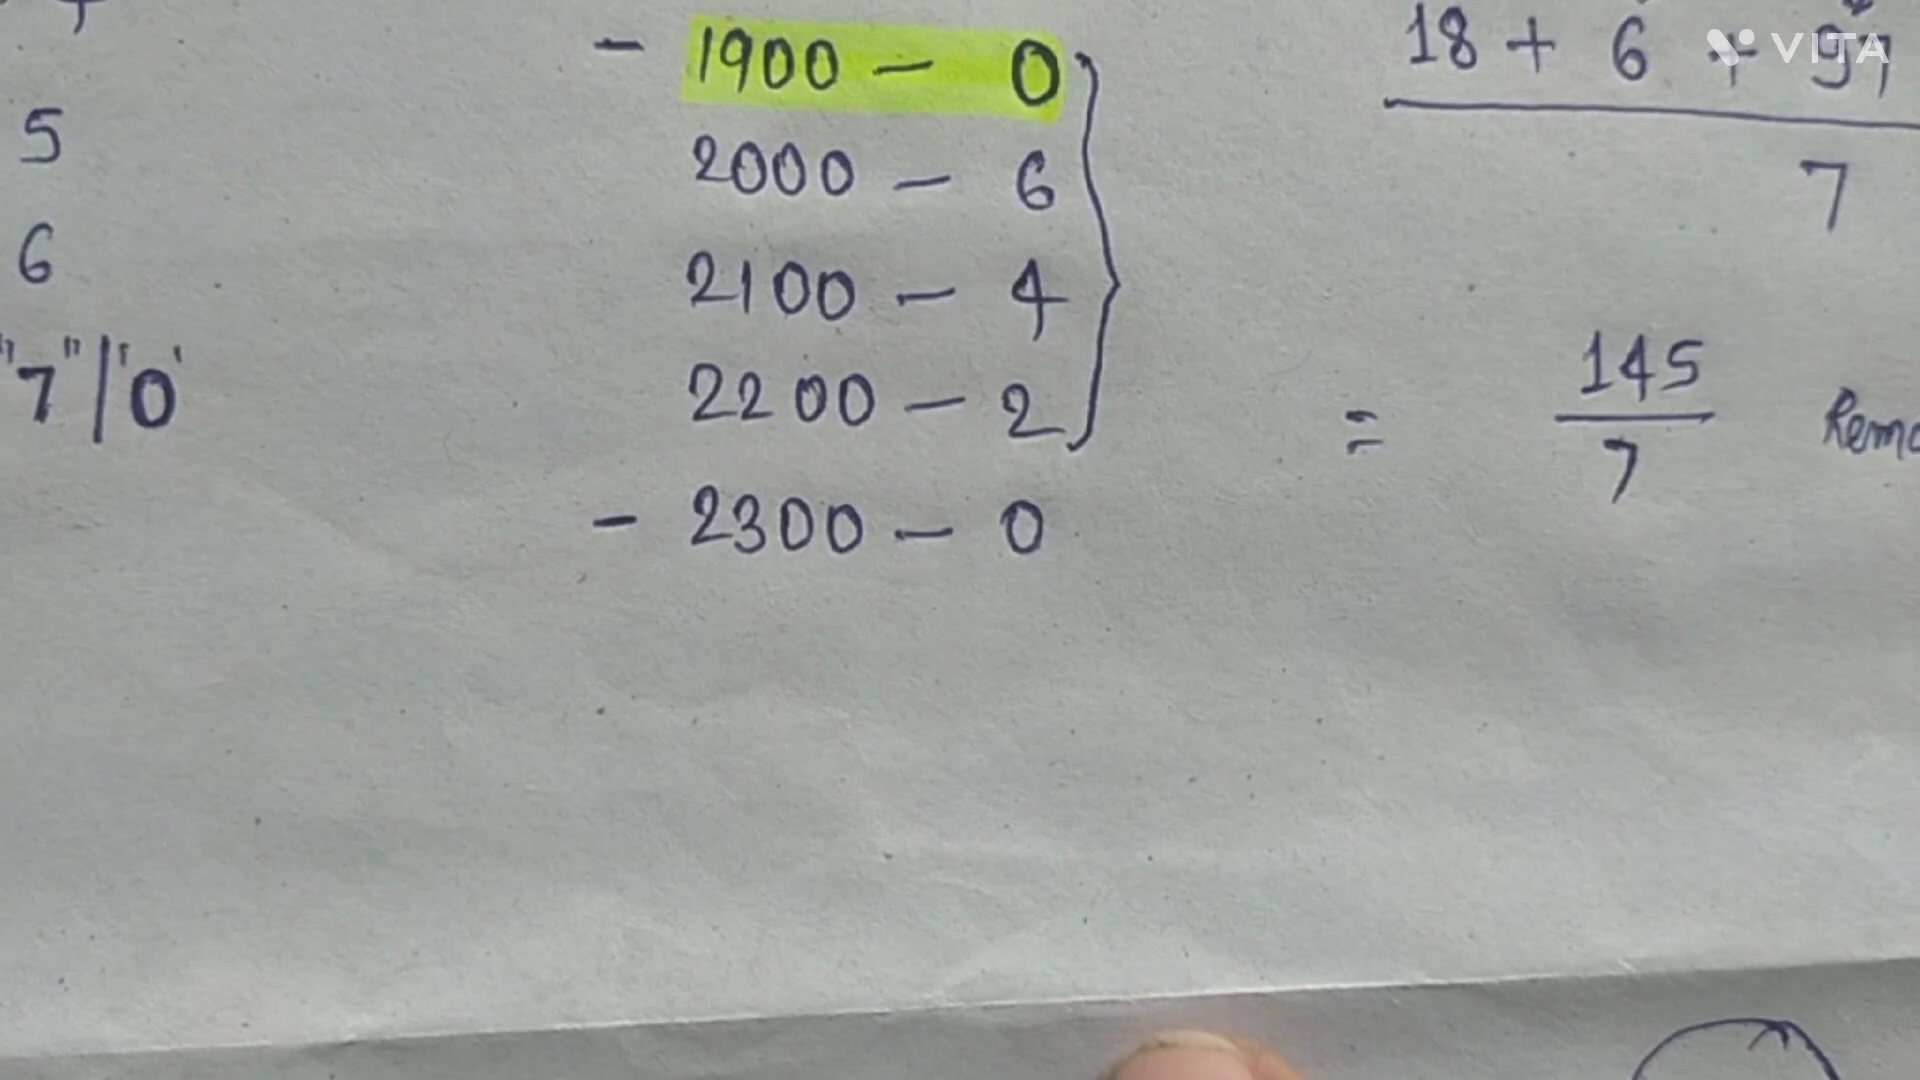 - 1900 - 0
2000 - 6
2100 - 4
2200 - 2
- 2300 - 0
5
6
"7"|'0'
18 + 6 + 97
7
= 145
7
VITA